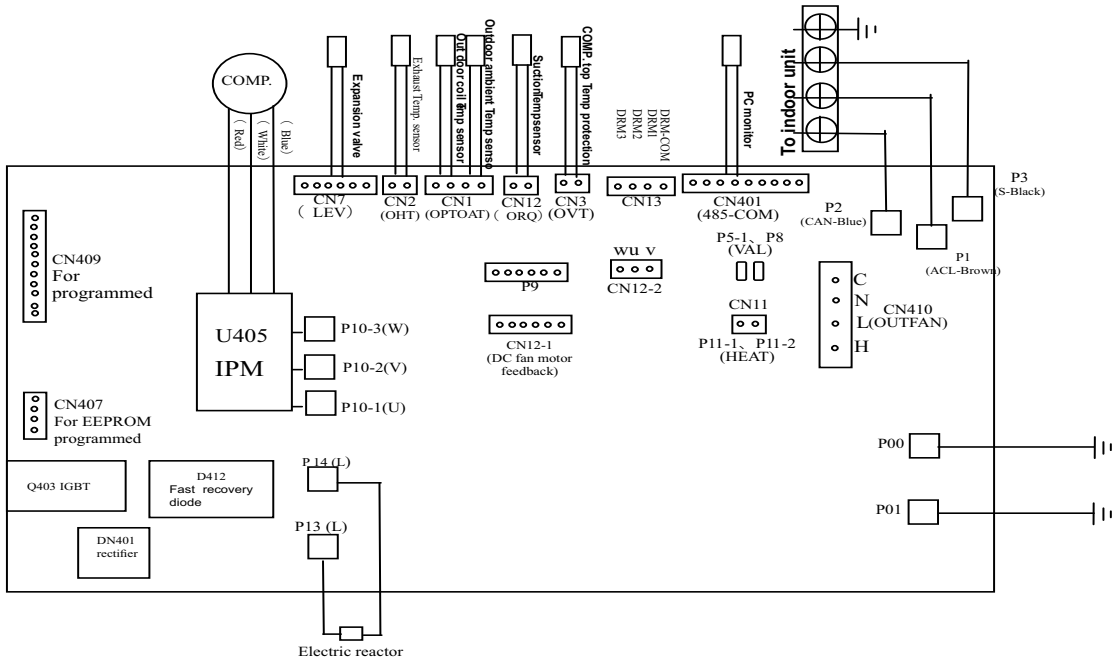 COMP.
( Red)
( White)
( Blue)
Expansion valve
Exhaust Temp. sensor
Out door coil Temp sensor
Outdoor ambient Temp senso
SuctionTempsensor
COMP. top Temp protection
DRM3
DRM2
DRM1
DRM-COM
PC monitor
To indoor unit
CN7
( LEV)
CN2
(OHT)
CN1
(OPTOAT)
CN12
( ORQ)
CN3
(OVT)
CN13
CN401
(485-COM)
P2
(CAN-Blue)
P3
(S-Black)
P1
(ACL-Brown)
CN409
For
programmed
P9
wu v
CN12-2
P5-1、P8
(VAL)
CN11
P11-1、P11-2
(HEAT)
C
N
L
H
CN410
(OUTFAN)
U405
IPM
P10-3(W)
P10-2(V)
P10-1(U)
CN12-1
(DC fan motor
feedback)
CN407
For EEPROM
programmed
Q403 IGBT
D412
Fast recovery
diode
P14 (L)
P00
P01
DN401
rectifier
P13 (L)
Electric reactor